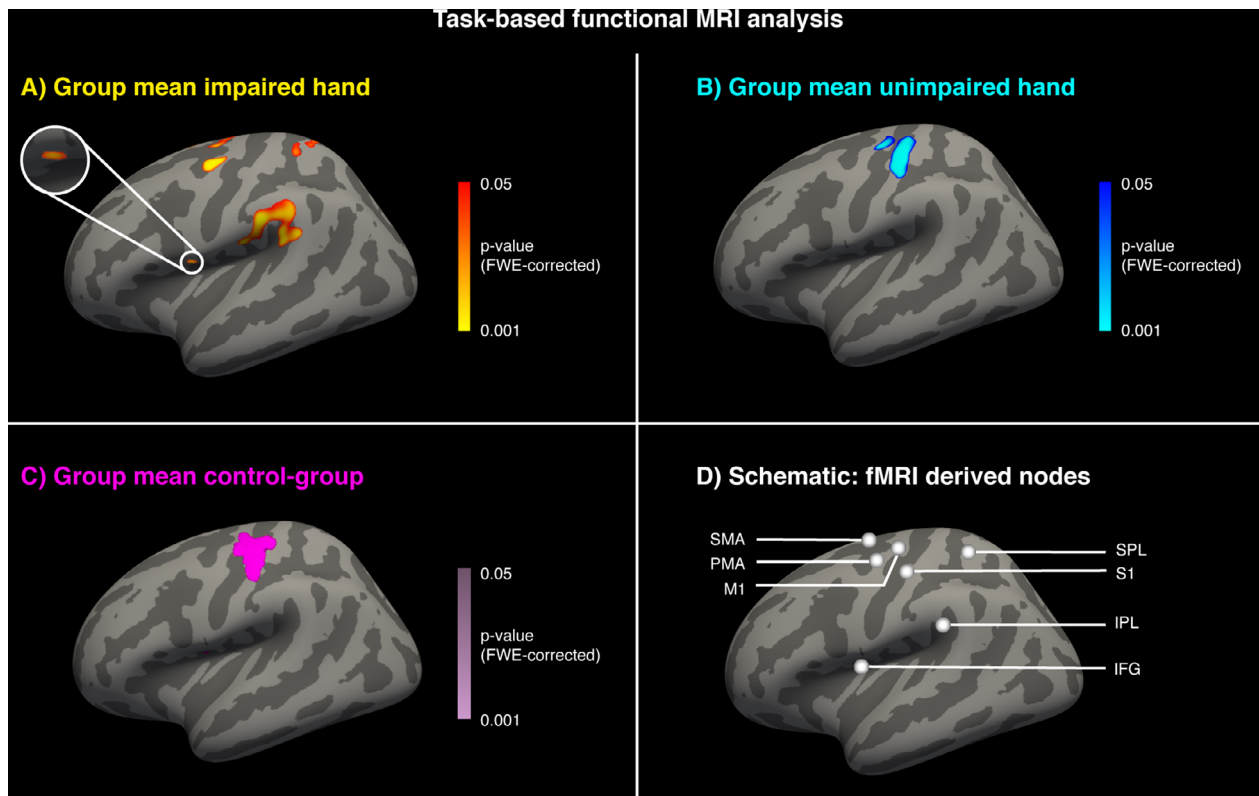 Task-based functional MRI analysis
A) Group mean impaired hand
0.05
p-value
(FWE-corrected)
0.001
B) Group mean unimpaired hand
0.05
p-value
(FWE-corrected)
0.001
C) Group mean control-group
0.05
p-value
(FWE-corrected)
0.001
D) Schematic: fMRI derived nodes
SMA
PMA
M1
SPL
S1
IPL
IFG